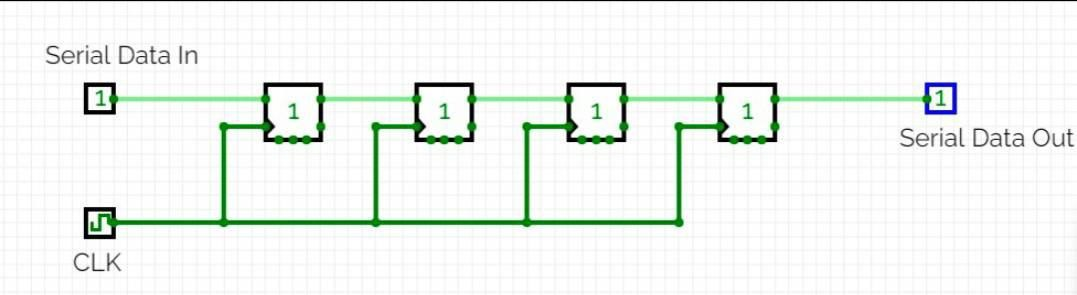 Serial Data In
1 1 1 1 1 1
Serial Data Out
CLK